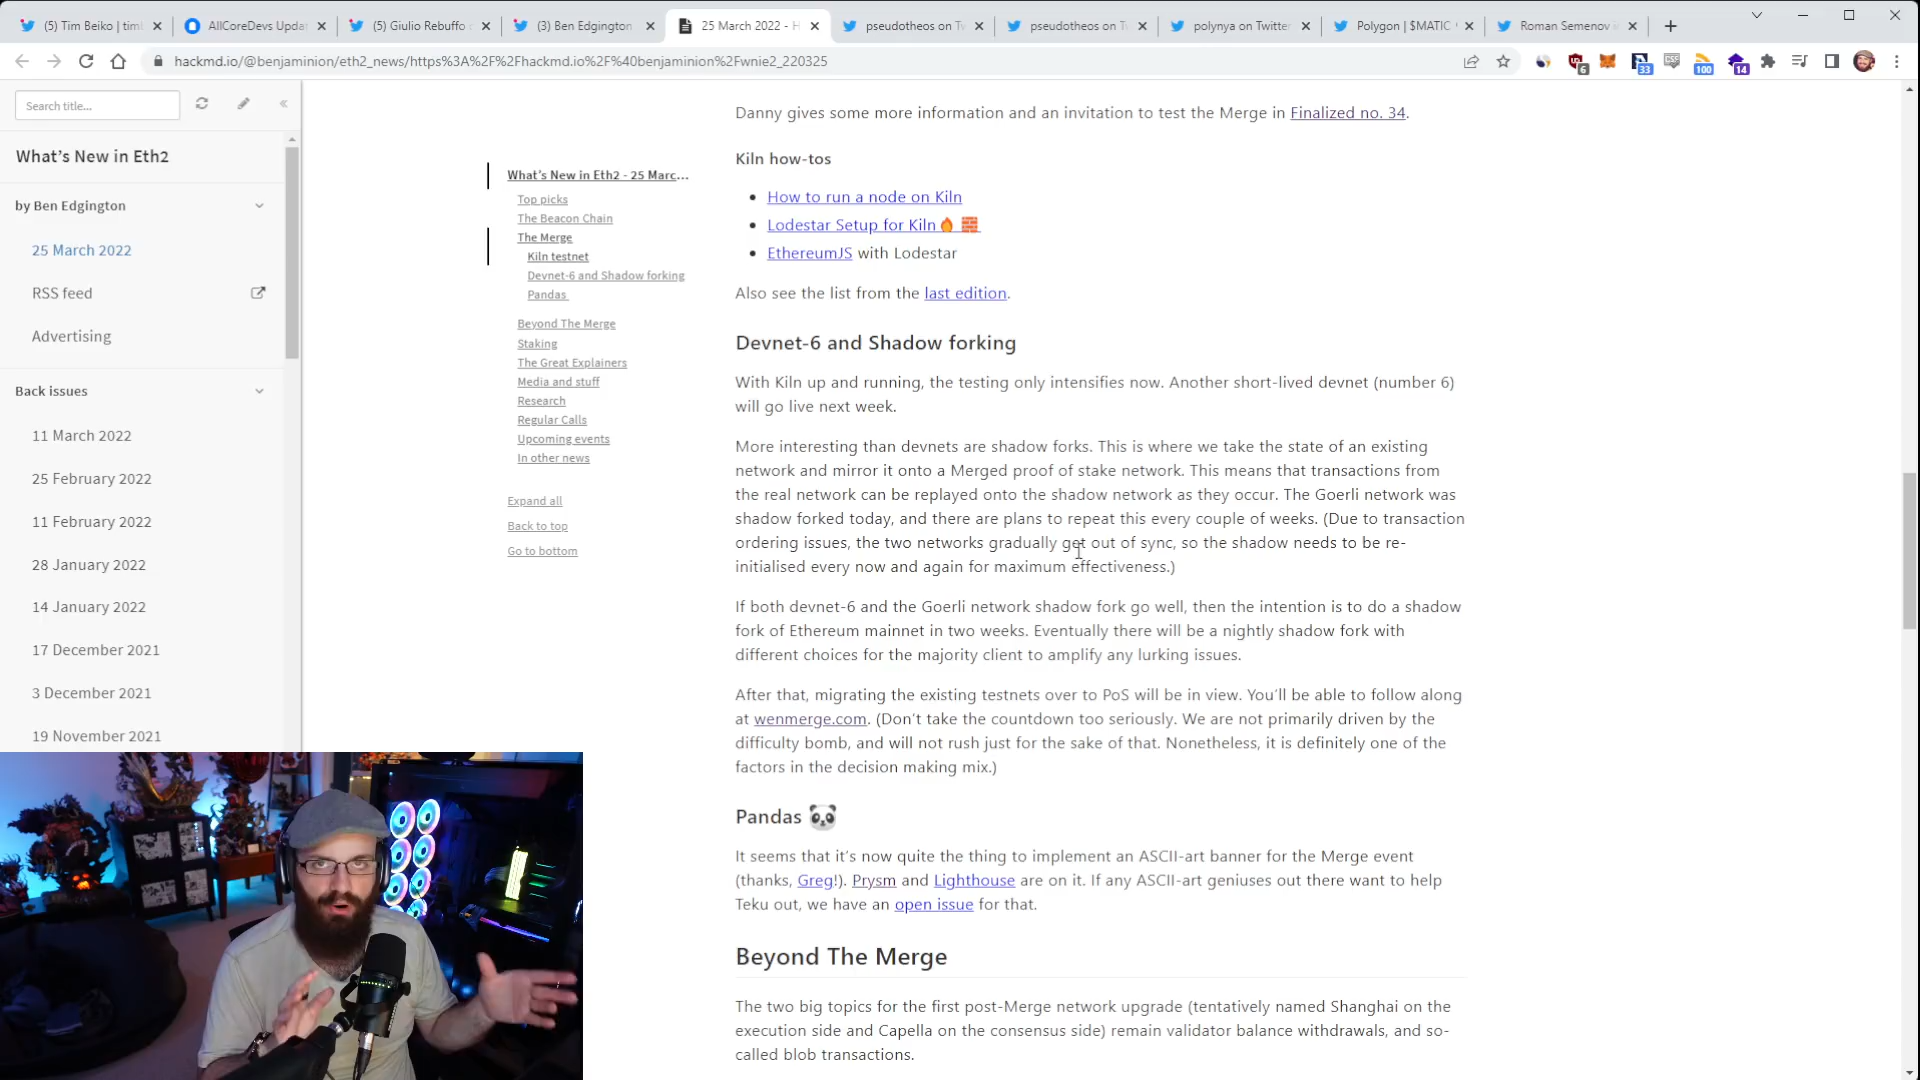 (5) Tim Beiko | timb
AllCoreDevs Updat
(5) Giulio Rebuffo
(3) Ben Edgington
25 March 2022 - H
pseudotheos on Tw
pseudotheos on Tw
polynya on Twitter
Polygon | $MATIC
Roman Semenov
hackmd.io/@benjaminion/eth2_news/https%3A%2F%2Fhackmd.io%2F%40benjaminion%2Fwnie2_220325
6
33
100
14
Search title...
What's New in Eth2
by Ben Edgington
25 March 2022
RSS feed
Advertising
Back issues
11 March 2022
25 February 2022
11 February 2022
28 January 2022
14 January 2022
17 December 2021
3 December 2021
19 November 2021
What's New in Eth2 - 25 Marc...
Top picks
The Beacon Chain
The Merge
Kiln testnet
Devnet-6 and Shadow forking
Pandas
Beyond The Merge
Staking
The Great Explainers
Media and stuff
Research
Regular Calls
Upcoming events
In other news
Expand all
Back to top
Go to bottom
Danny gives some more information and an invitation to test the Merge in Finalized no. 34.
Kiln how-tos
How to run a node on Kiln
Lodestar Setup for Kiln🔥 🧱
EthereumJS with Lodestar
Also see the list from the last edition.
Devnet-6 and Shadow forking
With Kiln up and running, the testing only intensifies now. Another short-lived devnet (number 6)
will go live next week.
More interesting than devnets are shadow forks. This is where we take the state of an existing
network and mirror it onto a Merged proof of stake network. This means that transactions from
the real network can be replayed onto the shadow network as they occur. The Goerli network was
shadow forked today, and there are plans to repeat this every couple of weeks. (Due to transaction
ordering issues, the two networks gradually get out of sync, so the shadow needs to be re-
initialised every now and again for maximum effectiveness.)
If both devnet-6 and the Goerli network shadow fork go well, then the intention is to do a shadow
fork of Ethereum mainnet in two weeks. Eventually there will be a nightly shadow fork with
different choices for the majority client to amplify any lurking issues.
After that, migrating the existing testnets over to PoS will be in view. You'll be able to follow along
at wenmerge.com. (Don't take the countdown too seriously. We are not primarily driven by the
difficulty bomb, and will not rush just for the sake of that. Nonetheless, it is definitely one of the
factors in the decision making mix.)
Pandas 🐼
It seems that it's now quite the thing to implement an ASCII-art banner for the Merge event
(thanks, Greg!). Prysm and Lighthouse are on it. If any ASCII-art geniuses out there want to help
Teku out, we have an open issue for that.
Beyond The Merge
The two big topics for the first post-Merge network upgrade (tentatively named Shanghai on the
execution side and Capella on the consensus side) remain validator balance withdrawals, and so-
called blob transactions.